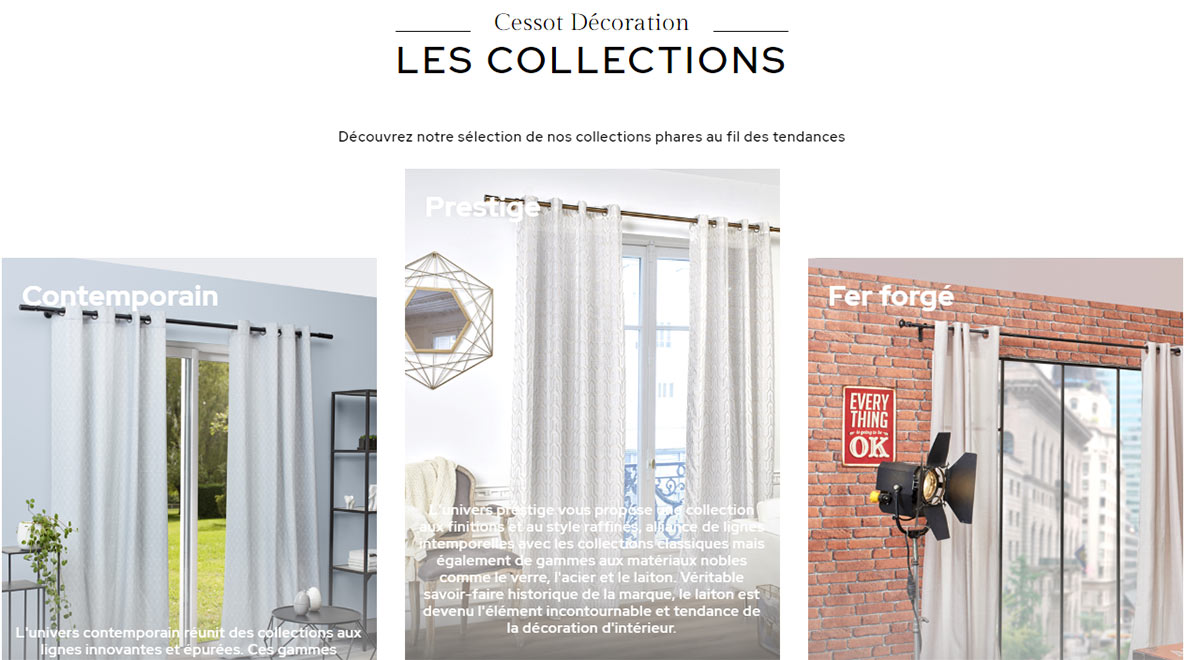 Cessot Décoration
LES COLLECTIONS
Découvrez notre sélection de nos collections phares au fil des tendances
Contemporain
L'univers contemporain réunit des collections aux
lignes innovantes et épurées. Ces gammes
Prestige
L'univers prestige vous propose une collection
aux finitions et au style raffinés, alliance de lignes
intemporelles avec les collections classiques mais
également de gammes aux matériaux nobles
comme le verre, l'acier et le laiton. Véritable
savoir-faire historique de la marque, le laiton est
devenu l'élément incontournable et tendance de
la décoration d'intérieur.
Fer forgé
EVERY
THING
is going to be
OK